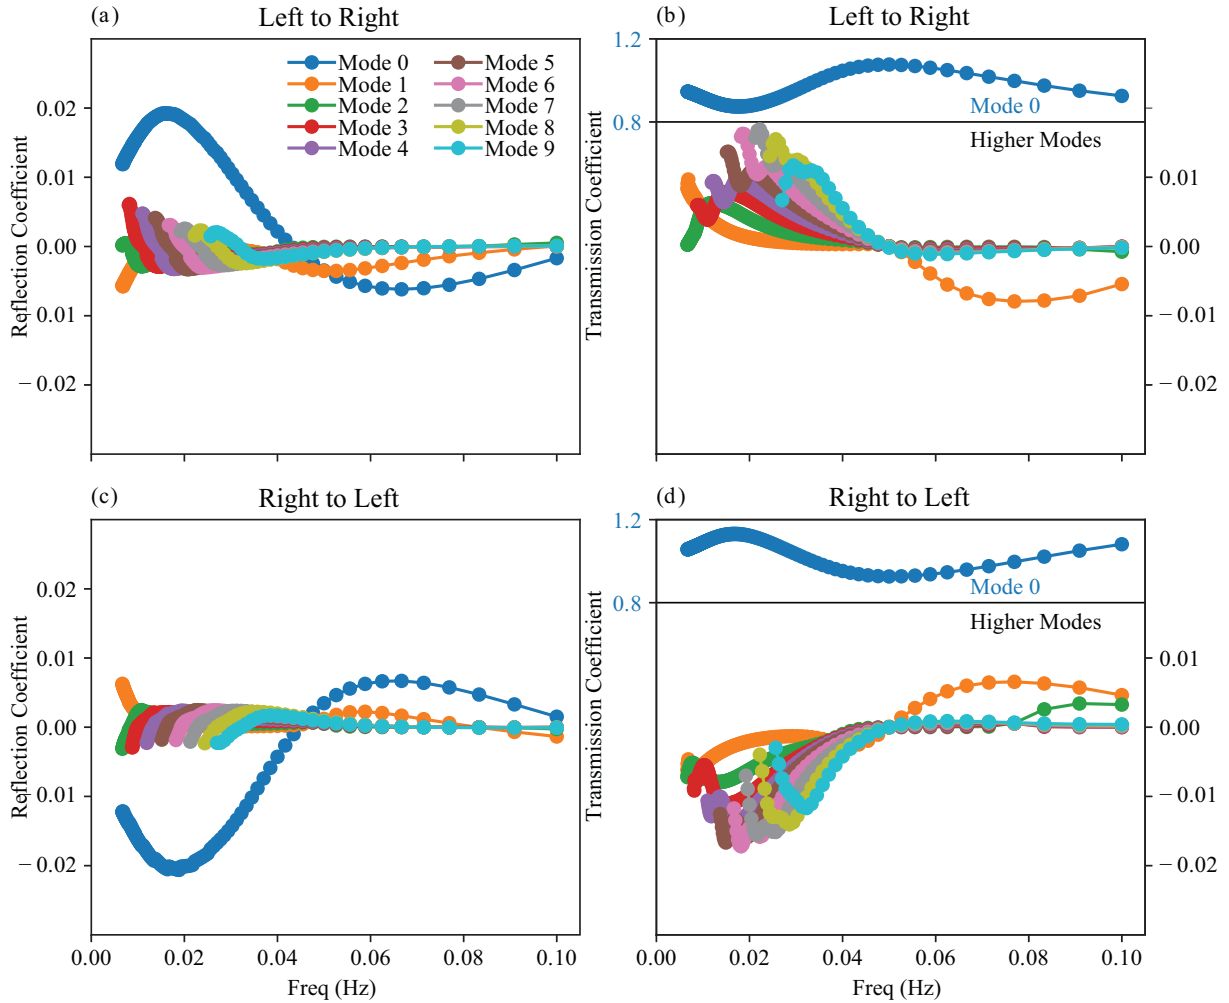 (a) Left to Right
Reflection Coefficient
0.02
0.01
0.00
0.01
−0.02
Mode 0
Mode 1
Mode 2
Mode 3
Mode 4
Mode 5
Mode 6
Mode 7
Mode 8
Mode 9
(b) Left to Right
Transmission Coefficient
1.2
0.8
Mode 0
Higher Modes
0.01
0.00
−0.01
−0.02
(c) Right to Left
Reflection Coefficient
0.02
0.01
0.00
0.01
−0.02
0.00 0.02 0.04 0.06 0.08 0.10
Freq (Hz)
(d) Right to Left
Transmission Coefficient
1.2
0.8
Mode 0
Higher Modes
0.01
0.00
−0.01
−0.02
0.00 0.02 0.04 0.06 0.08 0.10
Freq (Hz)